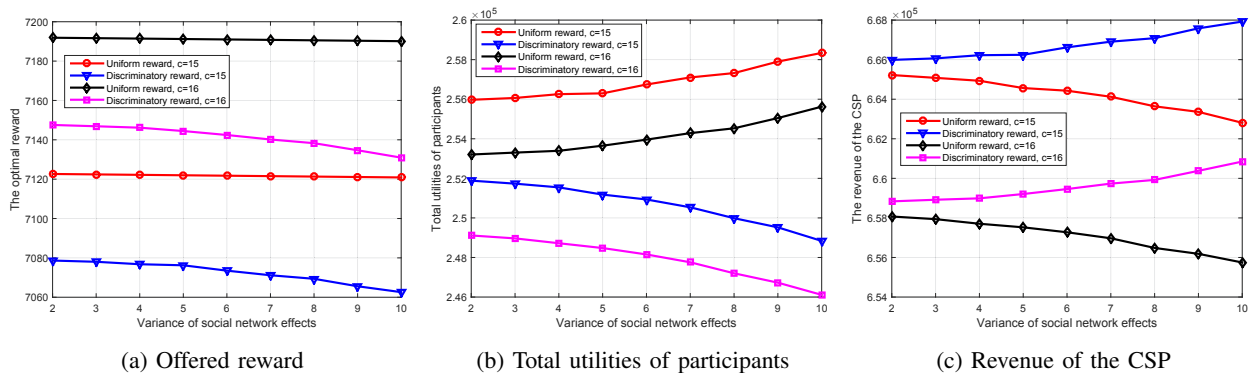 7200
7180
7160
7140
7120
7100
7080
7060
The optimal reward
Uniform reward, c=15
Discriminatory reward, c=15
Uniform reward, c=16
Discriminatory reward, c=16
2 3 4 5 6 7 8 9 10
Variance of social network effects
(a) Offered reward
×10⁵
2.6
2.58
2.56
2.54
2.52
2.5
2.48
2.46
Total utilities of participants
Uniform reward, c=15
Discriminatory reward, c=15
Uniform reward, c=16
Discriminatory reward, c=16
2 3 4 5 6 7 8 9 10
Variance of social network effects
(b) Total utilities of participants
×10⁵
6.68
6.66
6.64
6.62
6.6
6.58
6.56
6.54
The revenue of the CSP
Uniform reward, c=15
Discriminatory reward, c=15
Uniform reward, c=16
Discriminatory reward, c=16
2 3 4 5 6 7 8 9 10
Variance of social network effects
(c) Revenue of the CSP